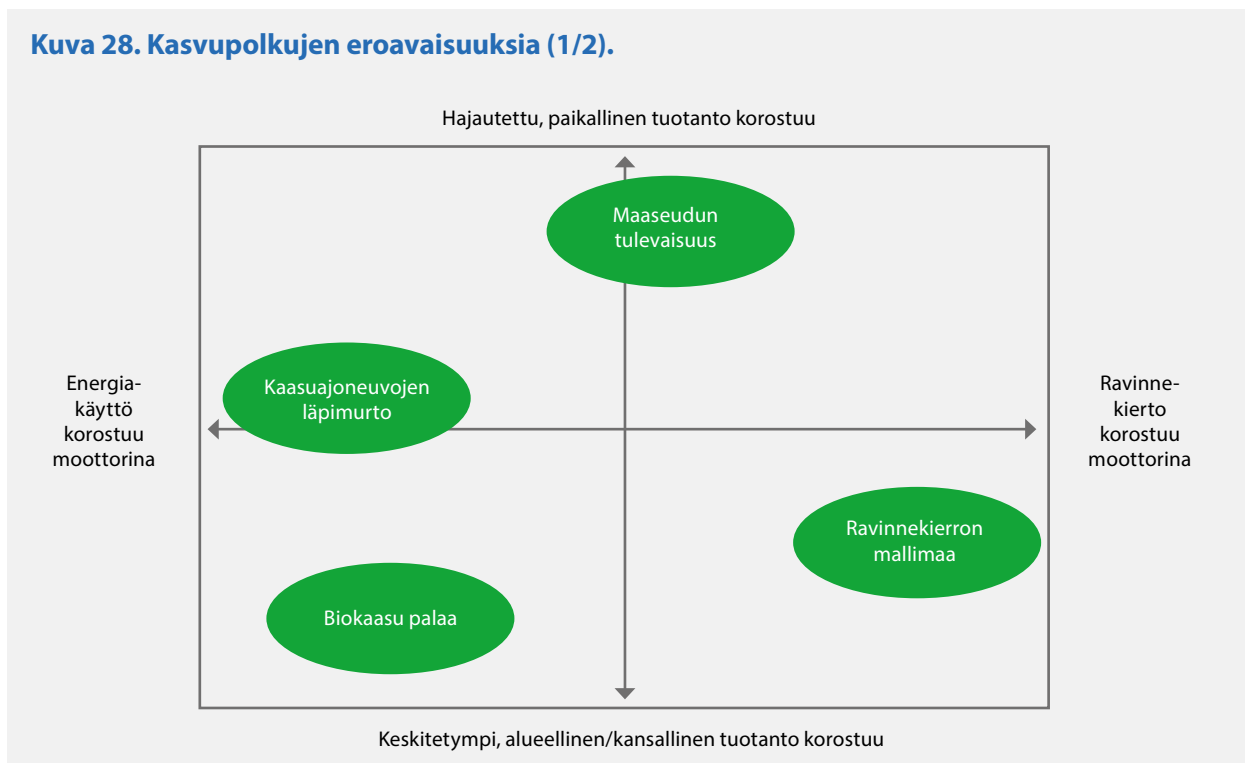 Kuva 28. Kasvupolkujen eroavaisuuksia (1/2).
Hajautettu, paikallinen tuotanto korostuu
Maaseudun
tulevaisuus
Kaasuajoneuvojen
läpimurto
Energia-
käyttö
korostuu
moottorina
Ravinne-
kierto
korostuu
moottorina
Ravinnekierron
mallimaa
Biokaasu palaa
Keskitetympi, alueellinen/kansallinen tuotanto korostuu